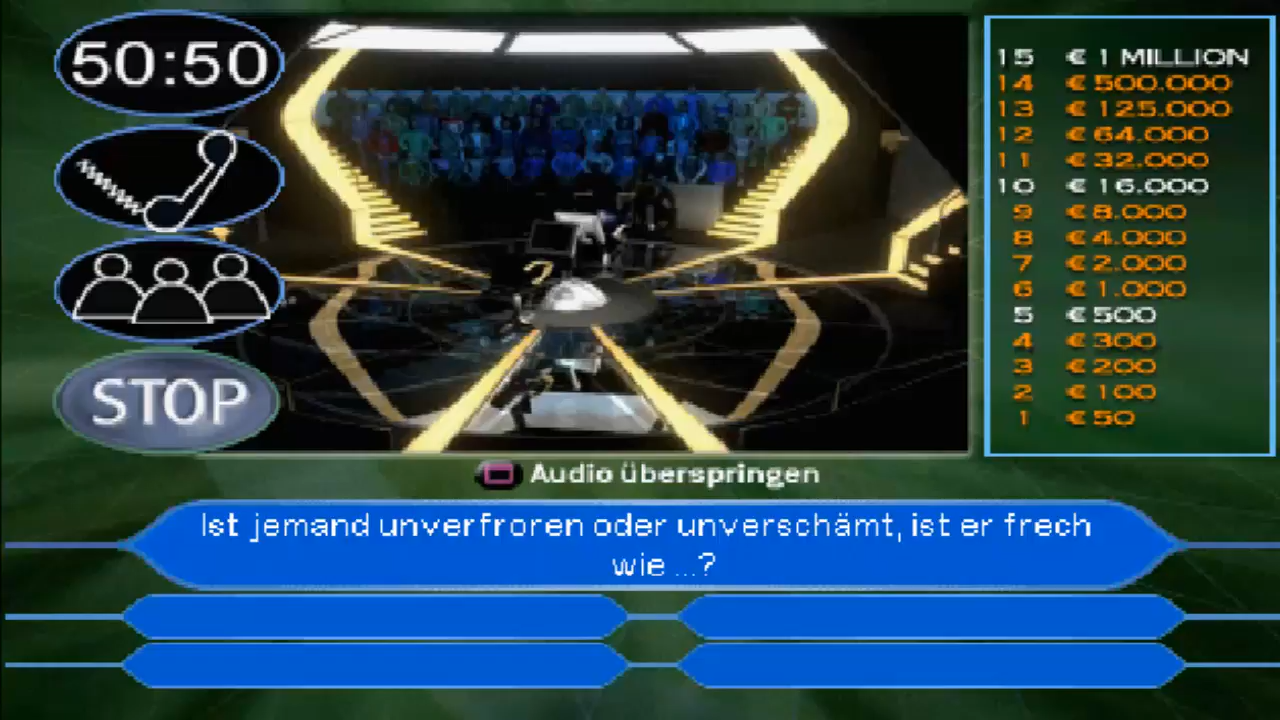 50:50
STOP
15 € 1 MILLION
14 € 500.000
13 € 125.000
12 € 64.000
11 € 32.000
10 € 16.000
9 € 8.000
8 € 4.000
7 € 2.000
6 € 1.000
5 € 500
4 € 300
3 € 200
2 € 100
1 € 50
Audio überspringen
Ist jemand unverfroren oder unverschämt, ist er frech
wie ...?